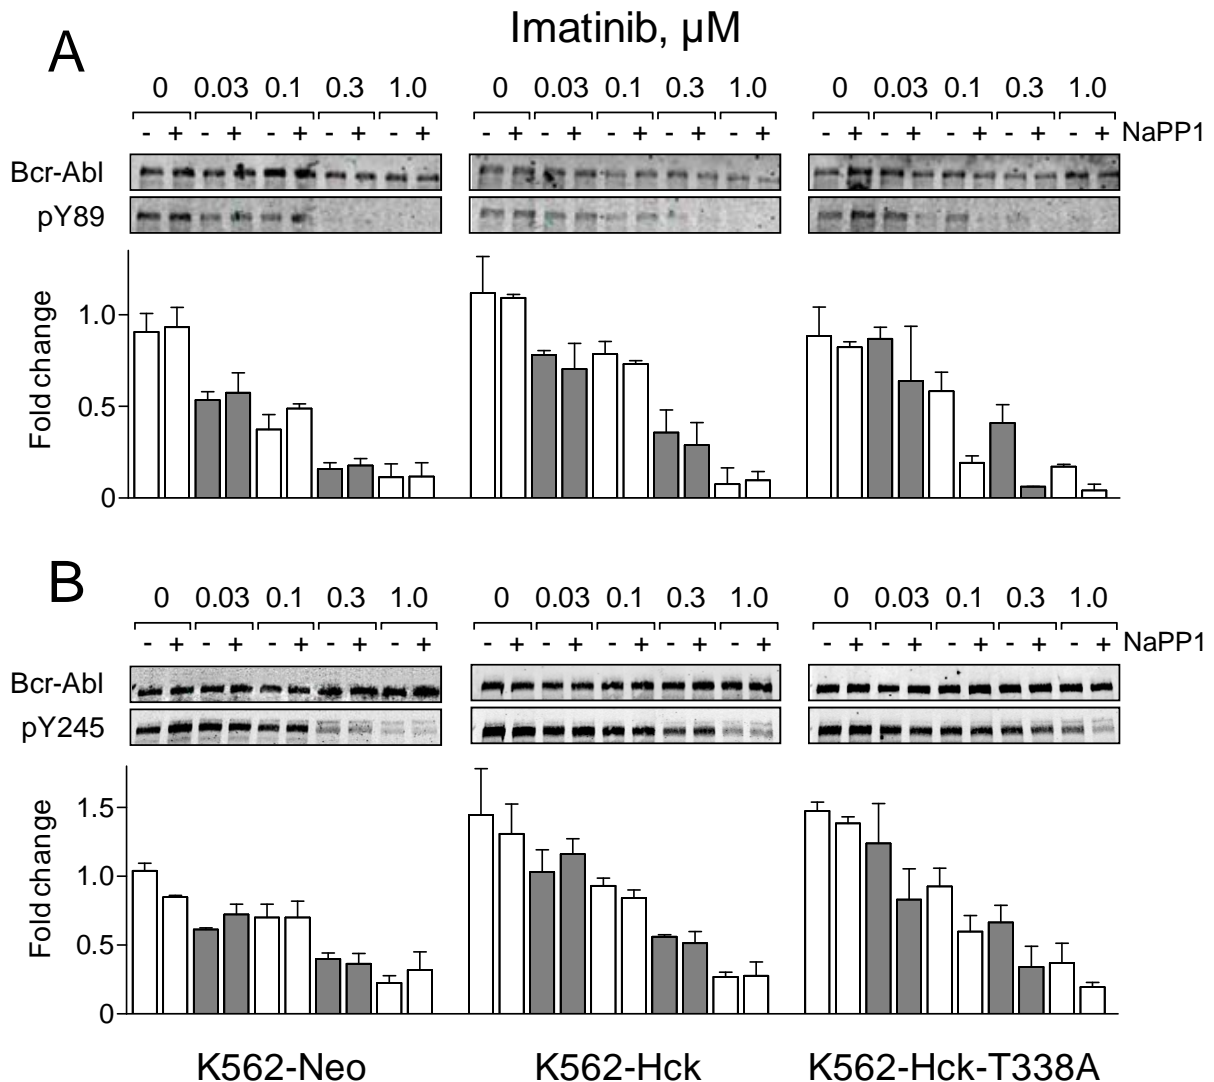 Imatinib, µM
A
0 0.03 0.1 0.3 1.0 0 0.03 0.1 0.3 1.0 0 0.03 0.1 0.3 1.0
- + - + - + - + - + - + - + - + - + - + - + - + - + - + - + NaPP1
Bcr-Abl
pY89
Fold change
1.0
0.5
0
B
0 0.03 0.1 0.3 1.0 0 0.03 0.1 0.3 1.0 0 0.03 0.1 0.3 1.0
- + - + - + - + - + - + - + - + - + - + - + - + - + - + - + NaPP1
Bcr-Abl
pY245
Fold change
1.5
1.0
0.5
0
K562-Neo K562-Hck K562-Hck-T338A